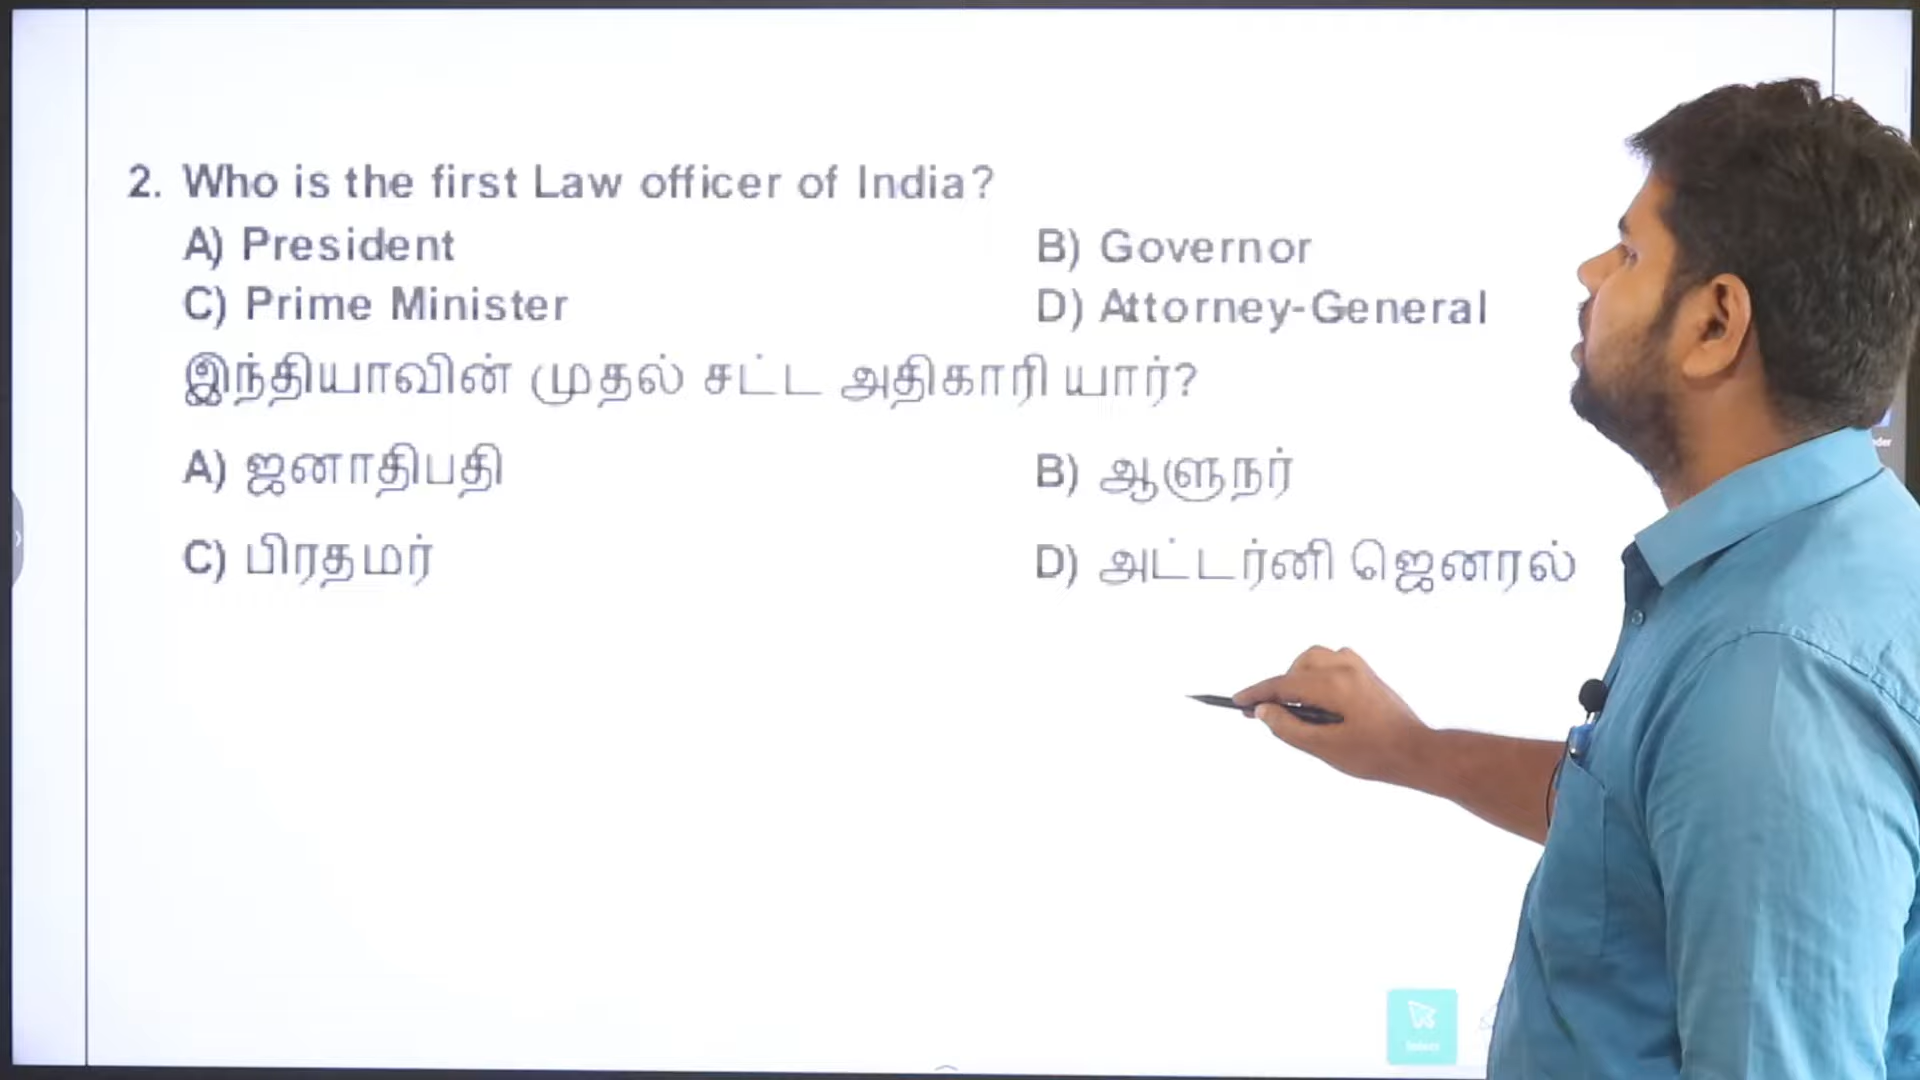 2. Who is the first Law officer of India?
A) President B) Governor
C) Prime Minister D) Attorney-General
இந்தியாவின் முதல் சட்ட அதிகாரி யார்?
A) ஜனாதிபதி B) ஆளுநர்
C) பிரதமர் D) அட்டர்னி ஜெனரல்
Select